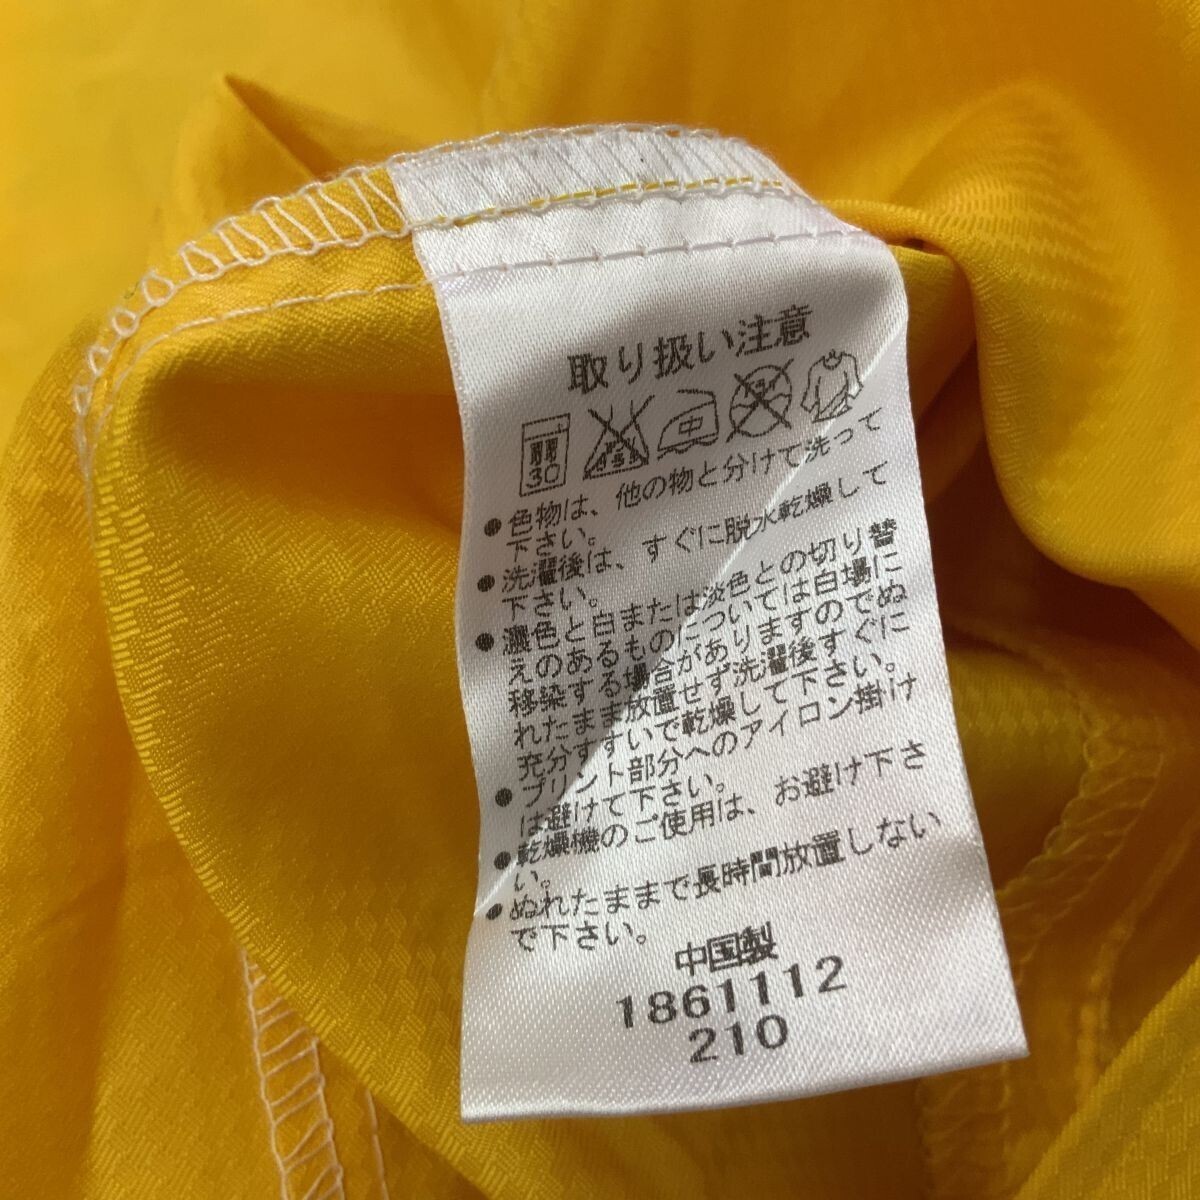 取り扱い注意
30
中
●色物は、他の物と分けて洗って
下さい。
●洗濯後は、すぐに脱水乾燥して
下さい。
●濃色と白または淡色との切り替
えのあるものについては白場に
移染する場合がありますのでぬ
れたまま放置せず洗濯後すぐに
充分すすいで乾燥して下さい。
●プリント部分へのアイロン掛け
は避けて下さい。
●乾燥機のご使用は、お避け下さ
い。
●ぬれたままで長時間放置しない
で下さい。
中国製
1861112
210